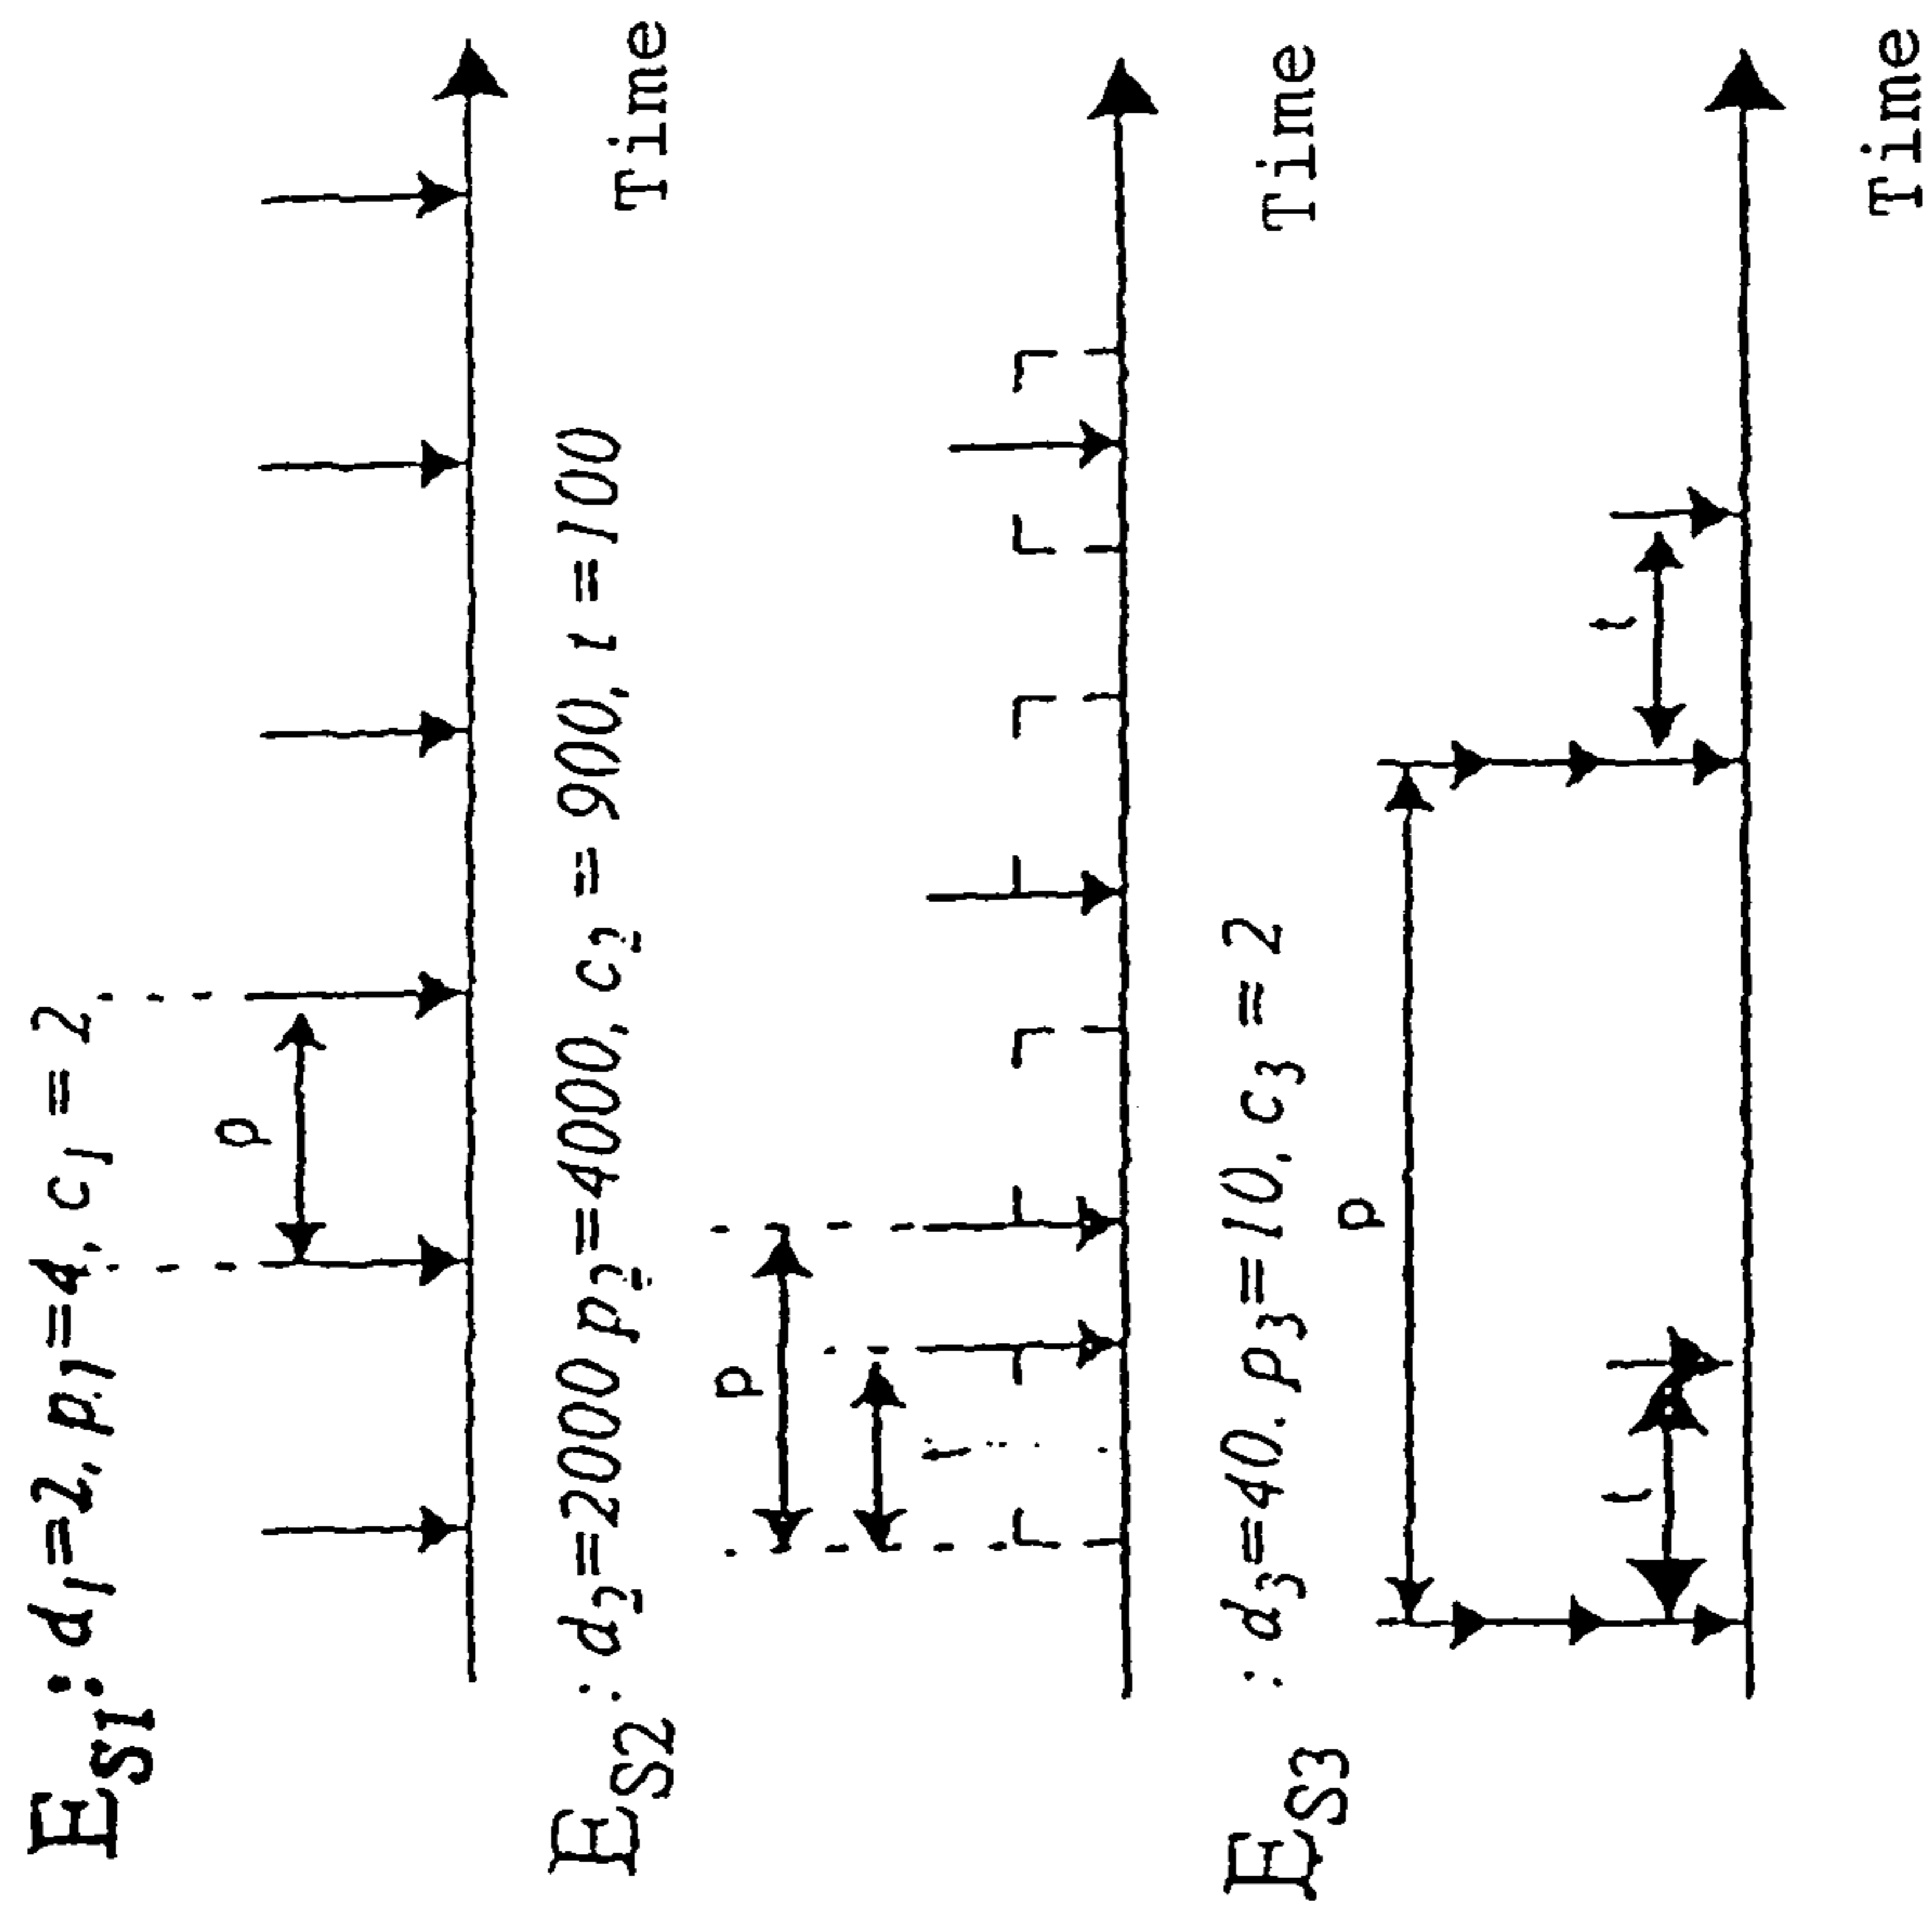 E_S1: d_1=2, p_1=4, c_1=2
p
Time
E_S2: d_2=2000 p_2=4000, c_2=900, ι=100
p
Time
E_S3: d_3=40. p_3=10, c_3=2
p
Time